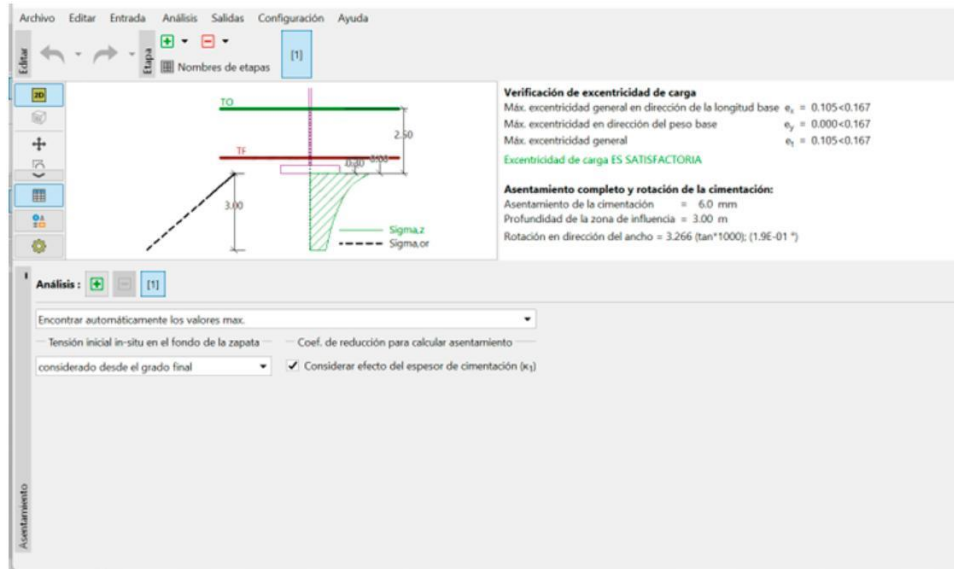 Archivo Editar Entrada Análisis Salidas Configuración Ayuda
Editar
Etapa
Nombres de etapas
[1]
2D
TO
2.50
TF
0.30
3.00
Sigma,z
Sigma,or
Verificación de excentricidad de carga
Máx. excentricidad general en dirección de la longitud base eₓ = 0.105<0.167
Máx. excentricidad en dirección del peso base e_y = 0.000<0.167
Máx. excentricidad general e_t = 0.105<0.167
Excentricidad de carga ES SATISFACTORIA
Asentamiento completo y rotación de la cimentación:
Asentamiento de la cimentación = 6.0 mm
Profundidad de la zona de influencia = 3.00 m
Rotación en dirección del ancho = 3.266 (tan*1000); (1.9E-01 °)
Análisis : [1]
Encontrar automáticamente los valores max.
Tensión inicial in-situ en el fondo de la zapata
Coef. de reducción para calcular asentamiento
considerado desde el grado final
Considerar efecto del espesor de cimentación (κ₁)
Asentamiento